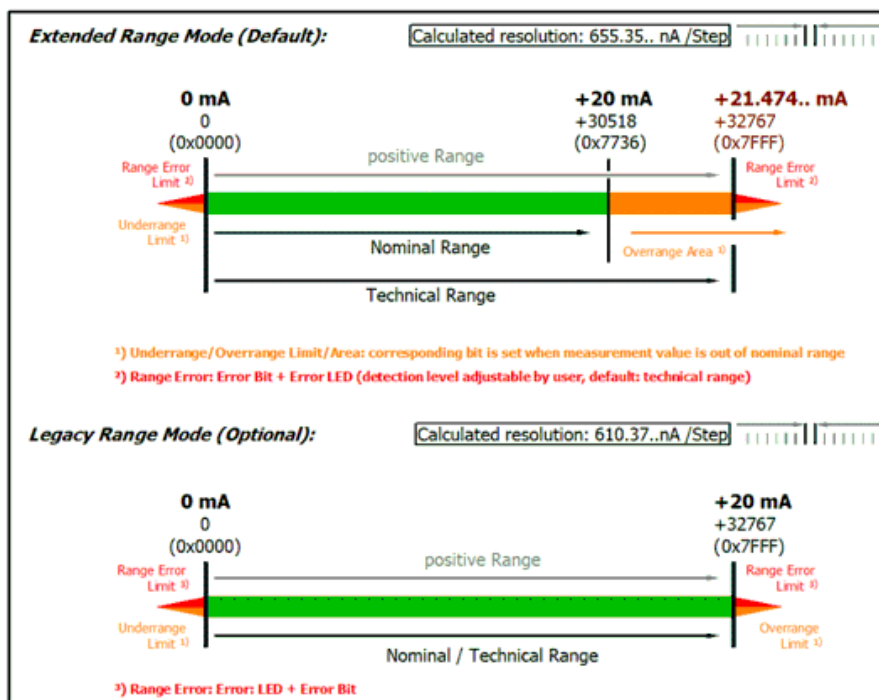 Extended Range Mode (Default):
Calculated resolution: 655.35.. nA /Step
0 mA
0
(0x0000)
+20 mA
+30518
(0x7736)
+21.474.. mA
+32767
(0x7FFF)
positive Range
Range Error
Limit ²⁾
Range Error
Limit ²⁾
Underrange
Limit ¹⁾
Nominal Range
Overrange Area ¹⁾
Technical Range
¹) Underrange/Overrange Limit/Area: corresponding bit is set when measurement value is out of nominal range
²) Range Error: Error Bit + Error LED (detection level adjustable by user, default: technical range)
Legacy Range Mode (Optional):
Calculated resolution: 610.37..nA /Step
0 mA
0
(0x0000)
+20 mA
+32767
(0x7FFF)
positive Range
Range Error
Limit ³⁾
Range Error
Limit ³⁾
Underrange
Limit ¹⁾
Overrange
Limit ¹⁾
Nominal / Technical Range
³) Range Error: Error: LED + Error Bit